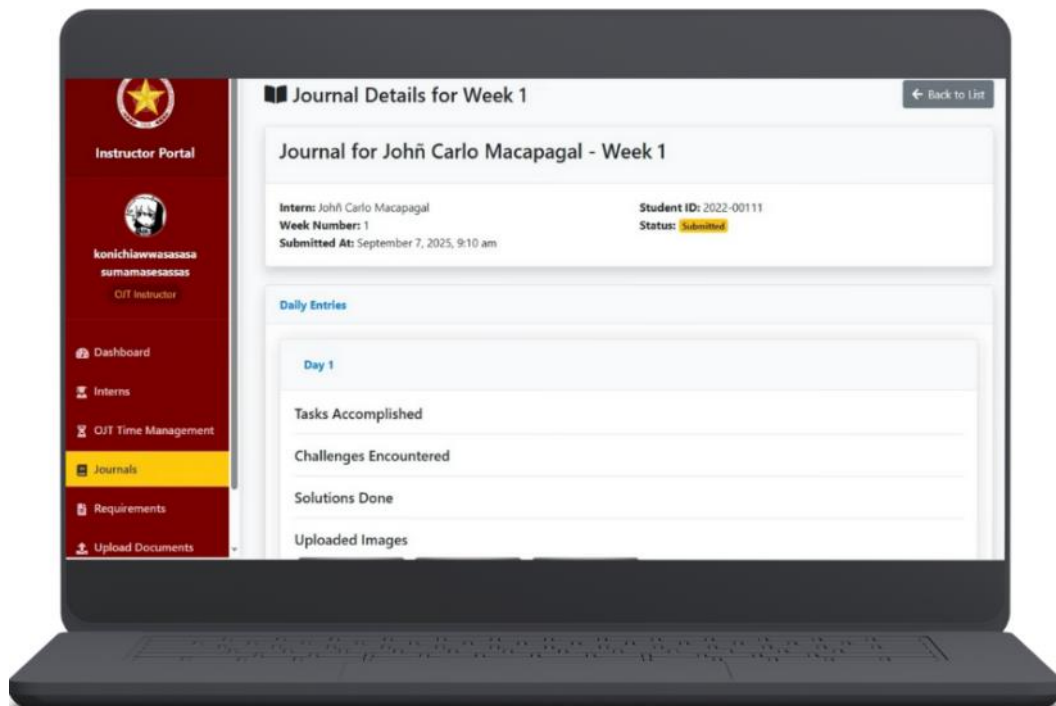 Instructor Portal
konichiawwasasasa
sumamasesassas
OJT Instructor
Dashboard
Interns
OJT Time Management
Journals
Requirements
Upload Documents
Journal Details for Week 1
← Back to List
Journal for Johñ Carlo Macapagal - Week 1
Intern: Johñ Carlo Macapagal
Week Number: 1
Submitted At: September 7, 2025, 9:10 am
Student ID: 2022-00111
Status: Submitted
Daily Entries
Day 1
Tasks Accomplished
Challenges Encountered
Solutions Done
Uploaded Images